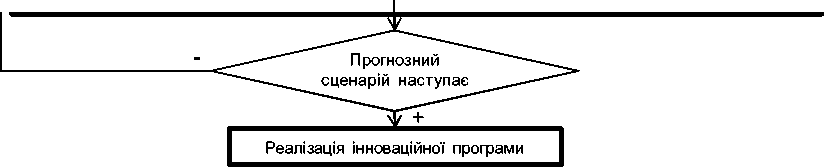 Прогнозний
сценарій наступає
-
+
Реалізація інноваційної програми